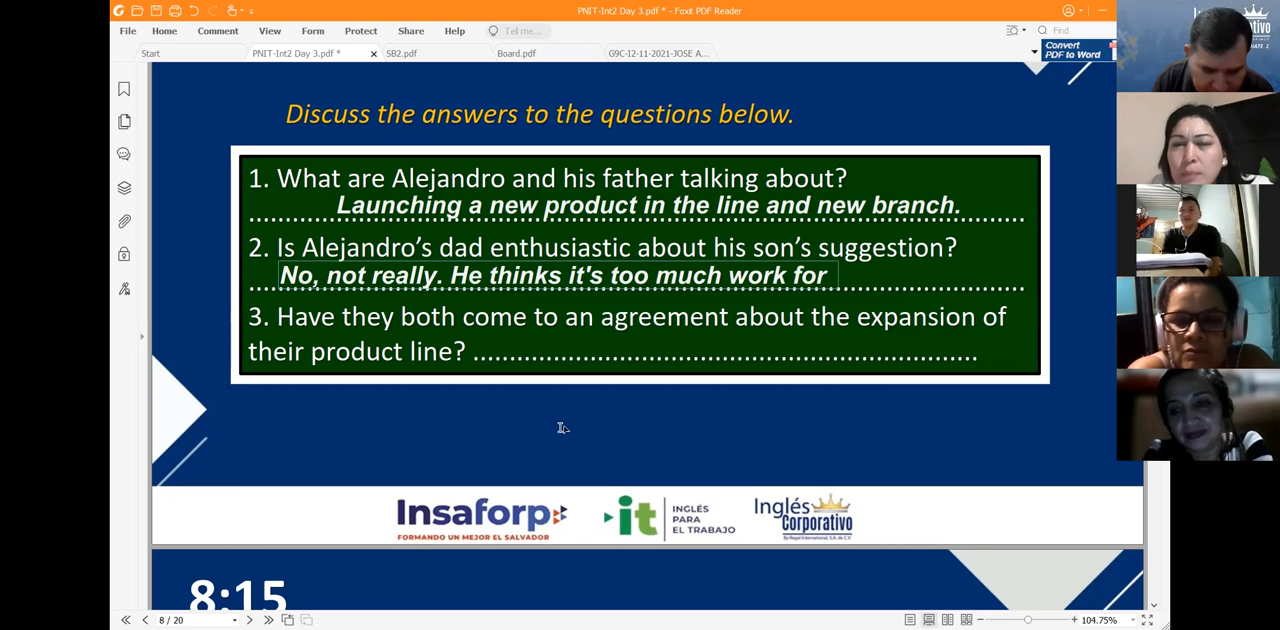 PNIT-Int2 Day 3.pdf * - Foxit PDF Reader
File Home Comment View Form Protect Share Help Tell me... Find
Start PNIT-Int2 Day 3.pdf * SB2.pdf Board.pdf G9C-I2-11-2021-JOSE A...
Convert
PDF to Word
Discuss the answers to the questions below.
1. What are Alejandro and his father talking about?
Launching a new product in the line and new branch.
2. Is Alejandro's dad enthusiastic about his son's suggestion?
No, not really. He thinks it's too much work for
3. Have they both come to an agreement about the expansion of
their product line? ......................................................................
Insaforp
FORMANDO UN MEJOR EL SALVADOR
it
INGLÉS
PARA
EL TRABAJO
Inglés
Corporativo
By Regal International, S.A. de C.V.
8:15
8 / 20
104.75%